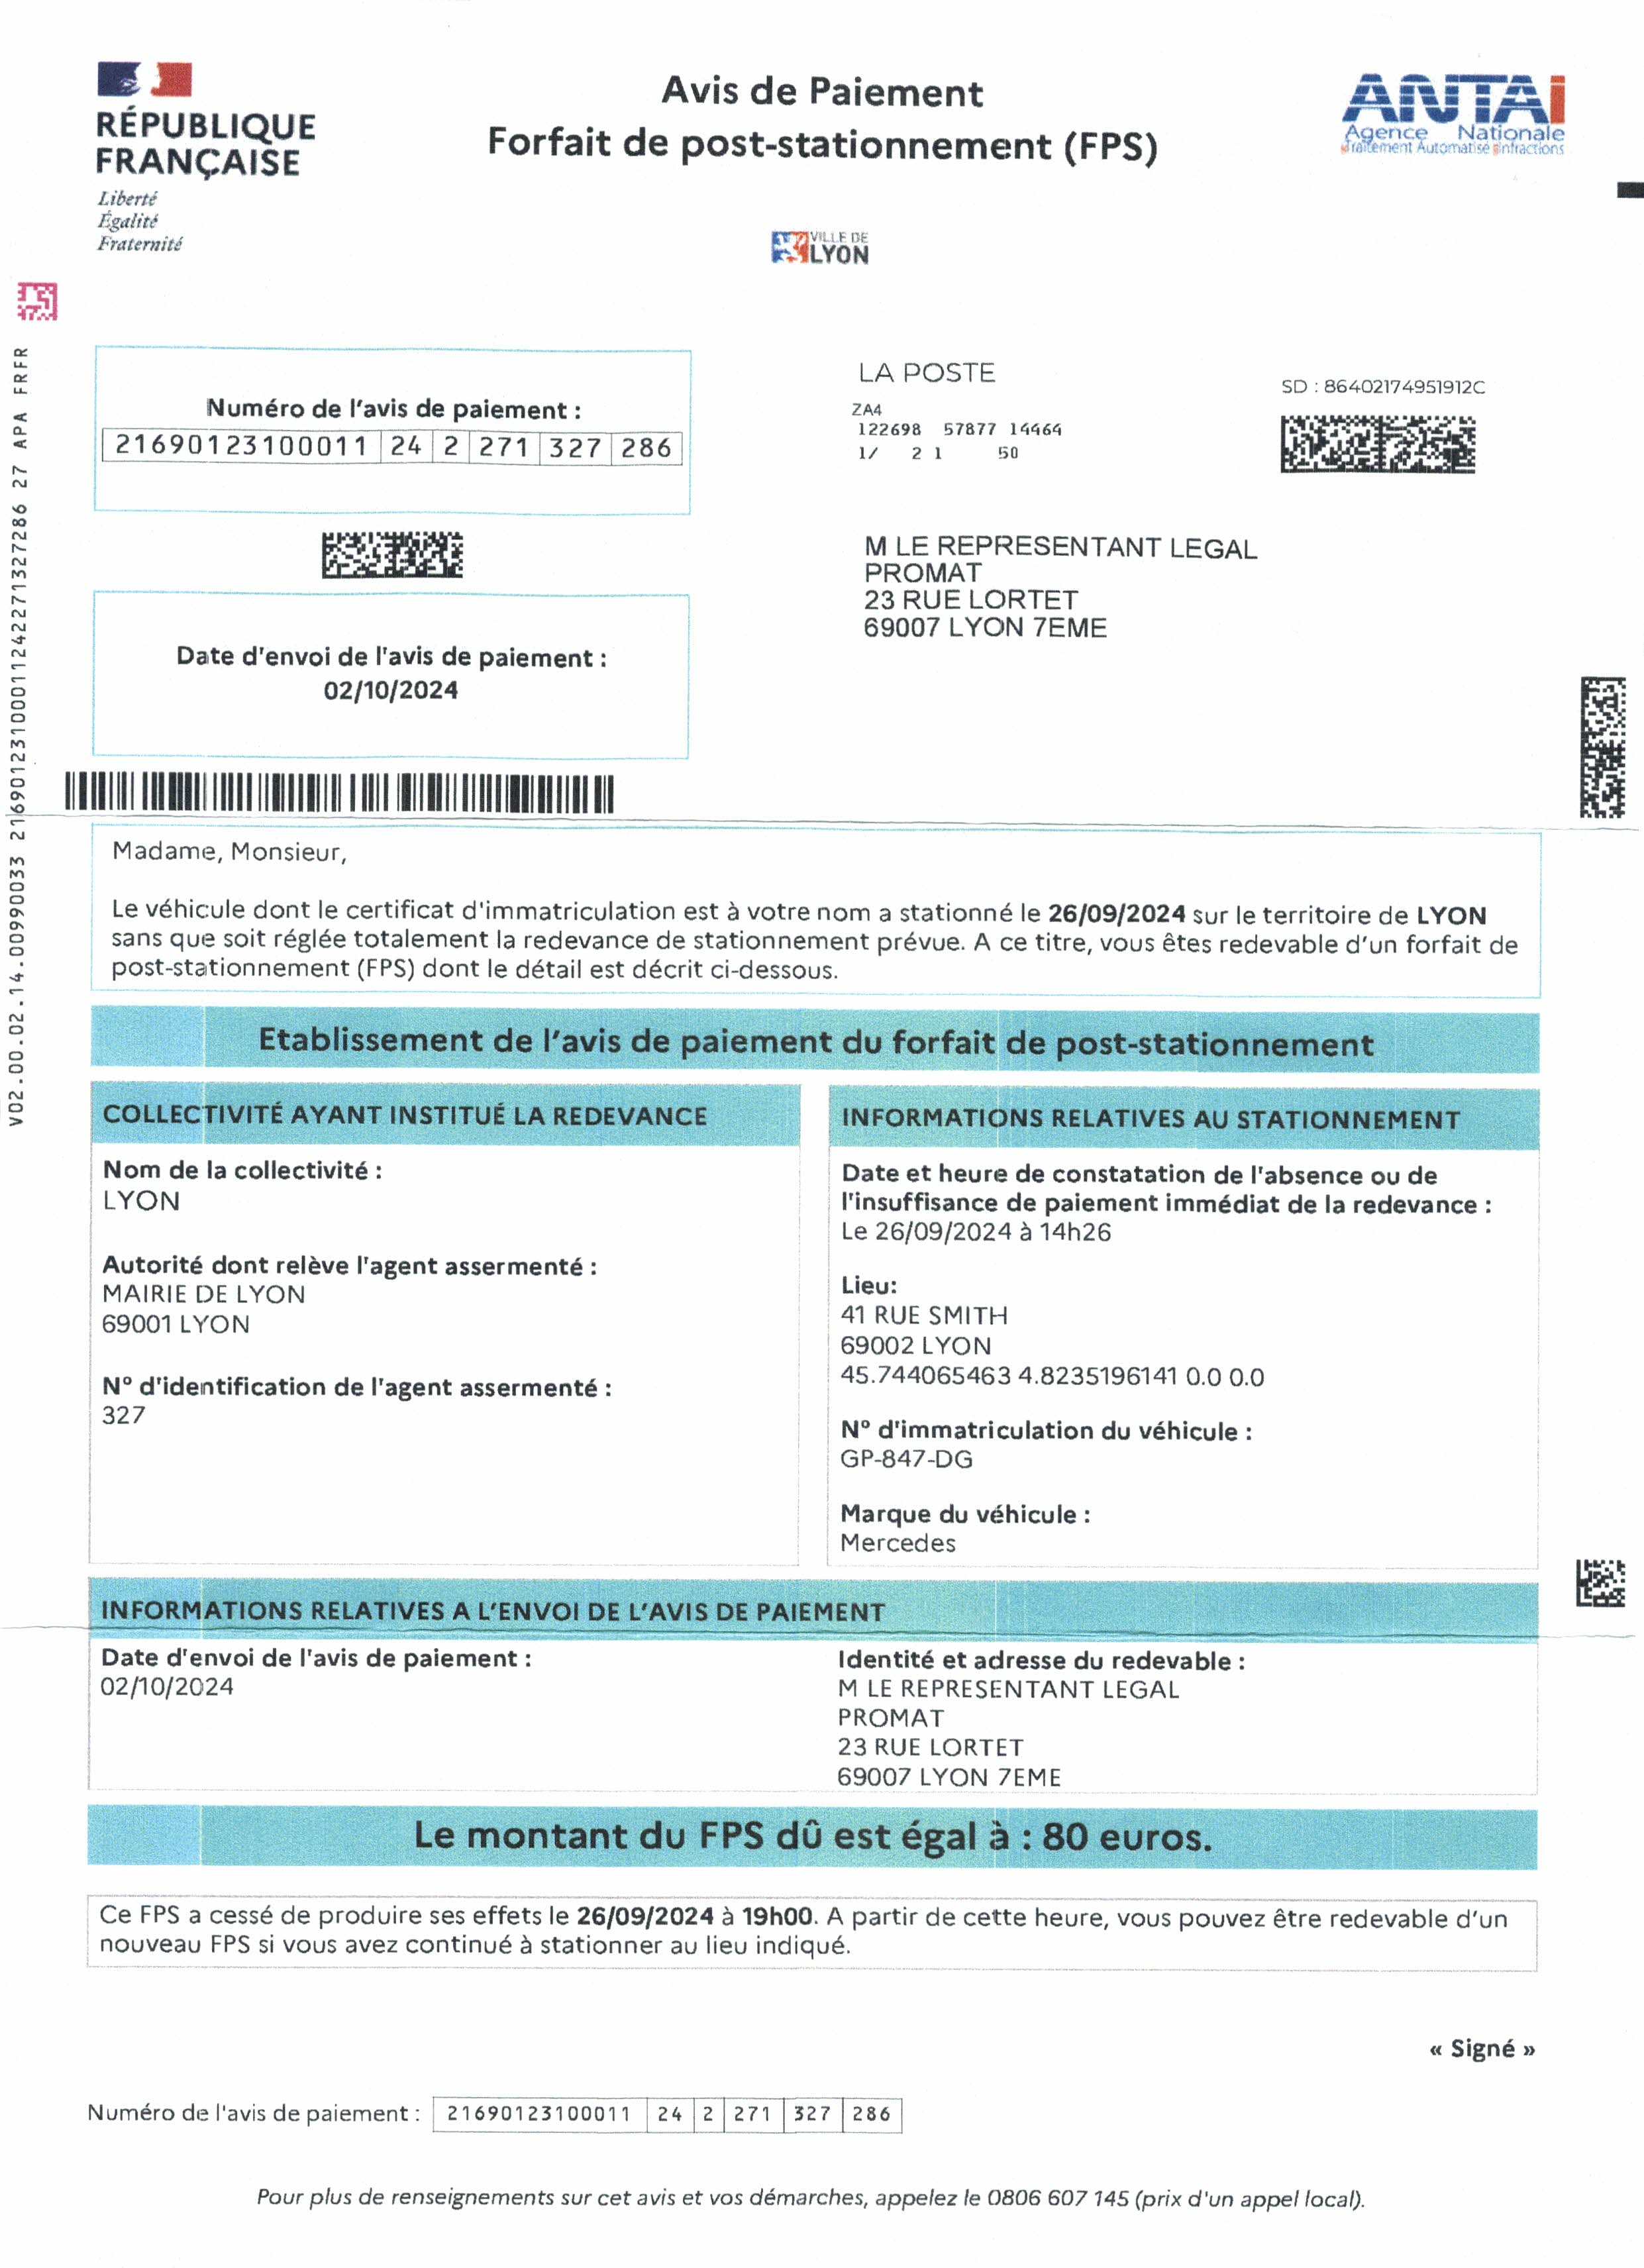 RÉPUBLIQUE
FRANÇAISE
Liberté
Égalité
Fraternité
Avis de Paiement
Forfait de post-stationnement (FPS)
ANTAI
Agence Nationale
Traitement Automatisé Infractions
VILLE DE
LYON
V02.00.02.14.00990033 21690123100011242271327286 27 APA FRFR
Numéro de l'avis de paiement :
21690123100011 24 2 271 327 286
Date d'envoi de l'avis de paiement :
02/10/2024
LA POSTE
ZA4
122698 57877 14464
1/ 2 1 50
SD : 86402174951912C
M LE REPRESENTANT LEGAL
PROMAT
23 RUE LORTET
69007 LYON 7EME
Madame, Monsieur,
Le véhicule dont le certificat d'immatriculation est à votre nom a stationné le 26/09/2024 sur le territoire de LYON
sans que soit réglée totalement la redevance de stationnement prévue. A ce titre, vous êtes redevable d'un forfait de
post-stationnement (FPS) dont le détail est décrit ci-dessous.
Etablissement de l'avis de paiement du forfait de post-stationnement
COLLECTIVITÉ AYANT INSTITUÉ LA REDEVANCE
Nom de la collectivité :
LYON
Autorité dont relève l'agent assermenté :
MAIRIE DE LYON
69001 LYON
N° d'identification de l'agent assermenté :
327
INFORMATIONS RELATIVES AU STATIONNEMENT
Date et heure de constatation de l'absence ou de
l'insuffisance de paiement immédiat de la redevance :
Le 26/09/2024 à 14h26
Lieu:
41 RUE SMITH
69002 LYON
45.744065463 4.8235196141 0.0 0.0
N° d'immatriculation du véhicule :
GP-847-DG
Marque du véhicule :
Mercedes
INFORMATIONS RELATIVES A L'ENVOI DE L'AVIS DE PAIEMENT
Date d'envoi de l'avis de paiement :
02/10/2024
Identité et adresse du redevable :
M LE REPRESENTANT LEGAL
PROMAT
23 RUE LORTET
69007 LYON 7EME
Le montant du FPS dû est égal à : 80 euros.
Ce FPS a cessé de produire ses effets le 26/09/2024 à 19h00. A partir de cette heure, vous pouvez être redevable d'un
nouveau FPS si vous avez continué à stationner au lieu indiqué.
« Signé »
Numéro de l'avis de paiement : 21690123100011 24 2 271 327 286
Pour plus de renseignements sur cet avis et vos démarches, appelez le 0806 607 145 (prix d'un appel local).